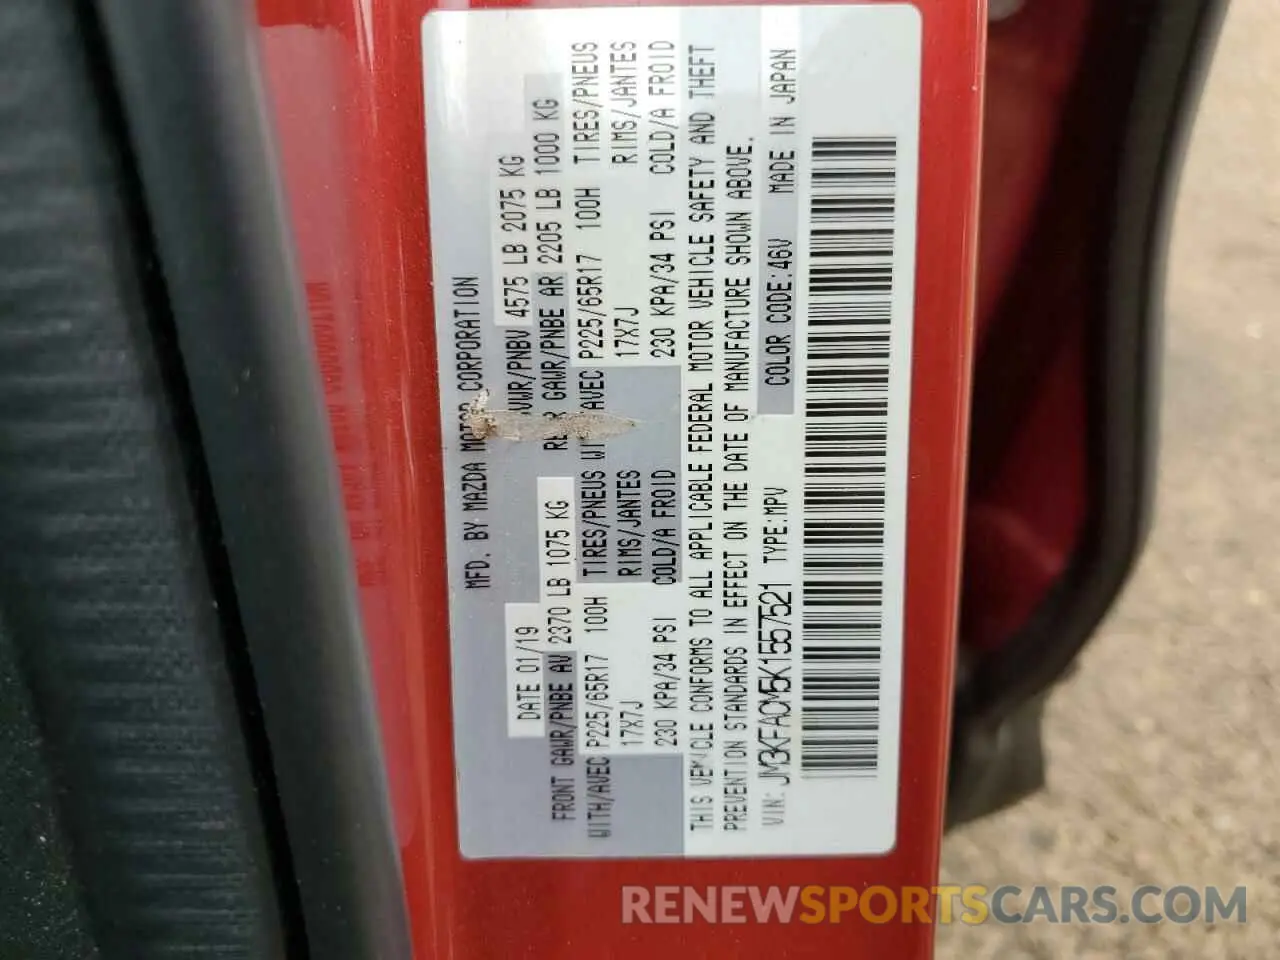 MFD. BY MAZDA MOTOR CORPORATION
DATE 01/19 GVWR/PNBV 4575 LB 2075 KG
FRONT GAWR/PNBE AV 2370 LB 1075 KG REAR GAWR/PNBE AR 2205 LB 1000 KG
WITH/AVEC P225/65R17 100H TIRES/PNEUS WITH/AVEC P225/65R17 100H TIRES/PNEUS
17X7J RIMS/JANTES 17X7J RIMS/JANTES
230 KPA/34 PSI COLD/A FROID 230 KPA/34 PSI COLD/A FROID
THIS VEHICLE CONFORMS TO ALL APPLICABLE FEDERAL MOTOR VEHICLE SAFETY AND THEFT
PREVENTION STANDARDS IN EFFECT ON THE DATE OF MANUFACTURE SHOWN ABOVE.
VIN: JM3KFACM5K1557521 TYPE:MPV COLOR CODE:46V MADE IN JAPAN
RENEWSPORTSCARS.COM